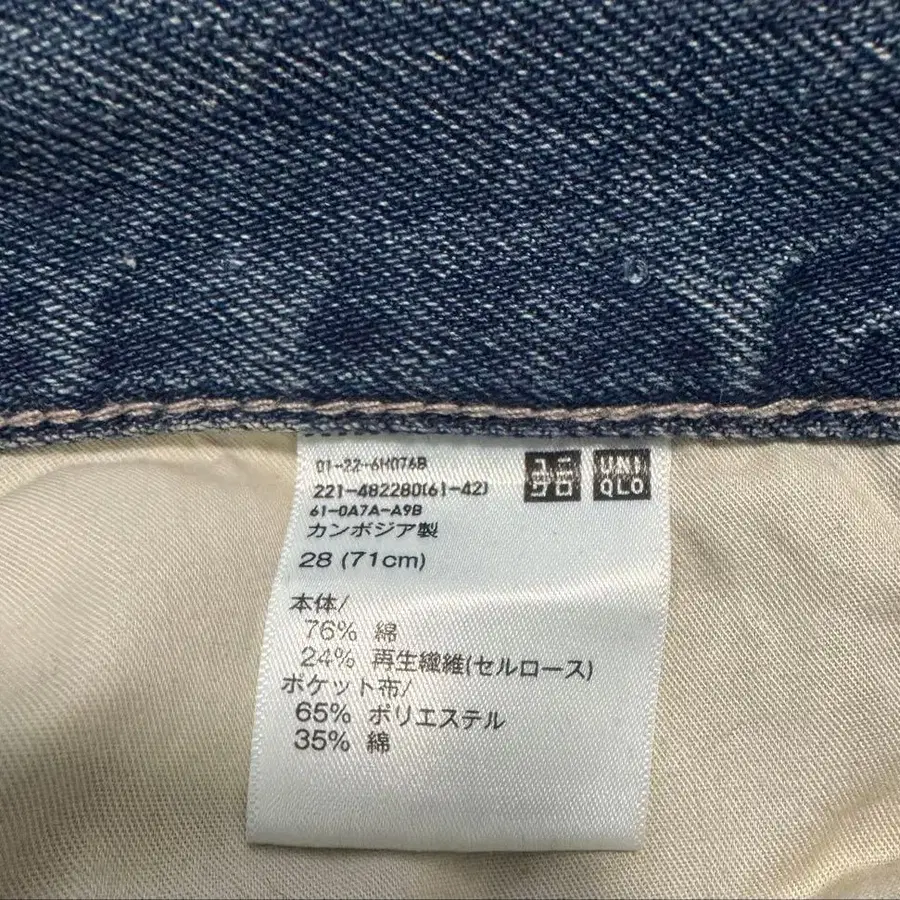 01-22-6H076B
221-482280(61-42)
61-0A7A-A9B
ユニ
クロ
UNI
QLO
カンボジア製
28 (71cm)
本体/
76% 綿
24% 再生繊維(セルロース)
ポケット布/
65% ポリエステル
35% 綿